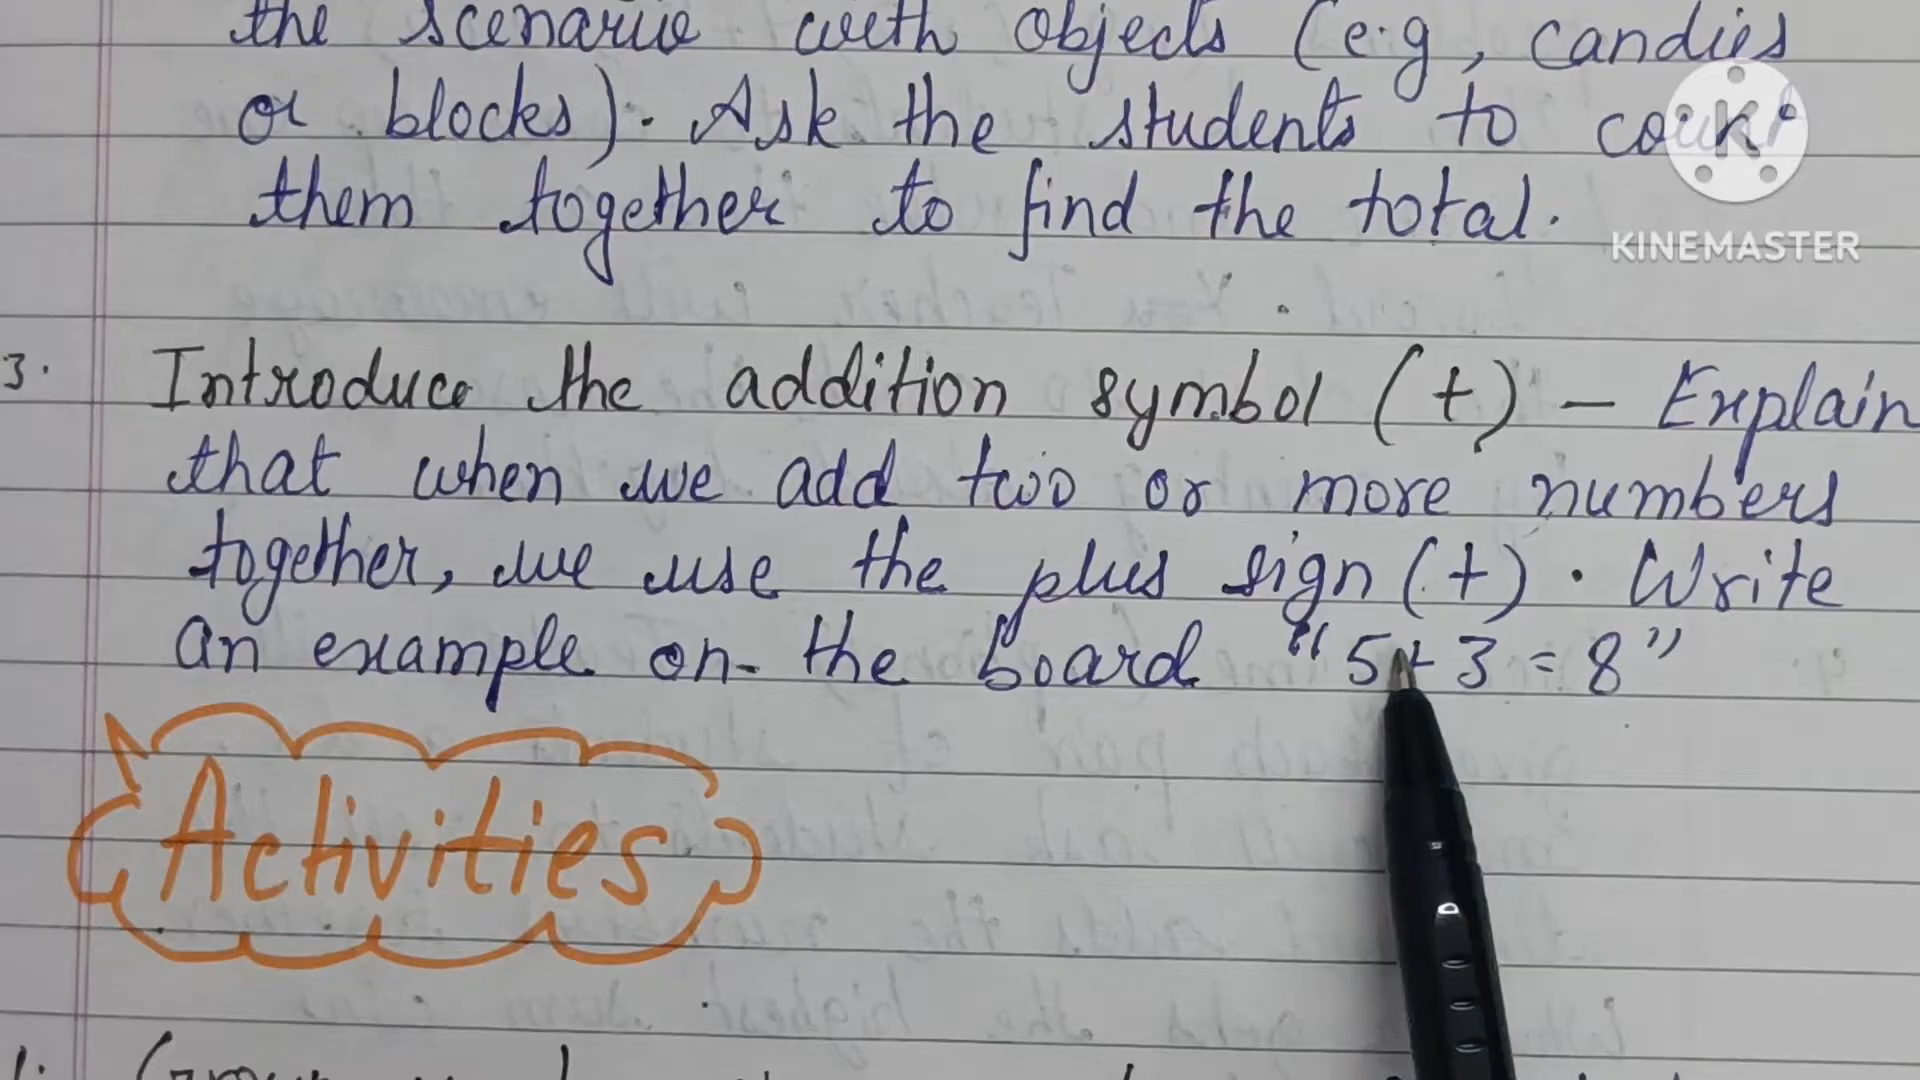 the scenario with objects (e.g, candies
or blocks). Ask the students to count
them together to find the total.
KINEMASTER
3. Introduce the addition symbol (+) – Explain
that when we add two or more numbers
together, we use the plus sign (+). Write
an example on the board "5+3=8"
Activities
1.